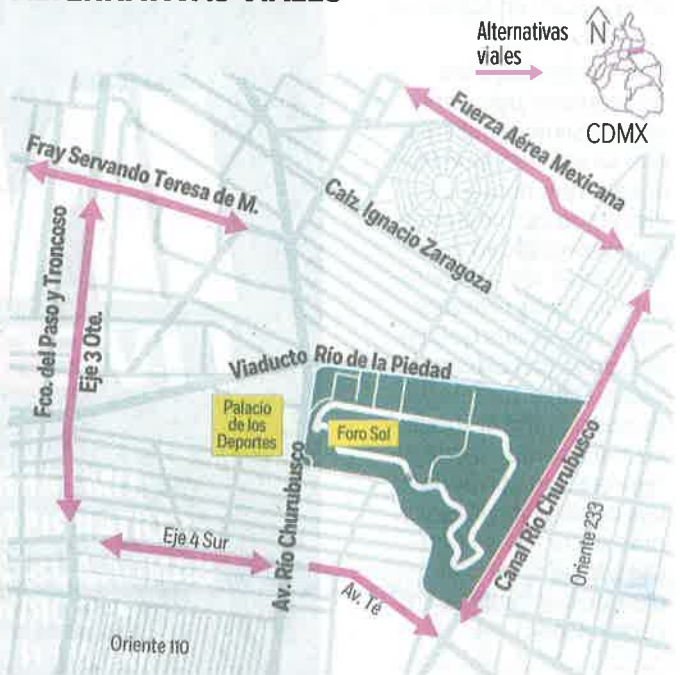 ALTERNATIVAS VIALES
Alternativas
viales
N
CDMX
Fuerza Aérea Mexicana
Fray Servando Teresa de M.
Calz. Ignacio Zaragoza
Fco. del Paso y Troncoso
Eje 3 Ote.
Viaducto Río de la Piedad
Palacio
de los
Deportes
Foro Sol
Av. Río Churubusco
Canal Río Churubusco
Oriente 233
Eje 4 Sur
Av. Té
Oriente 110